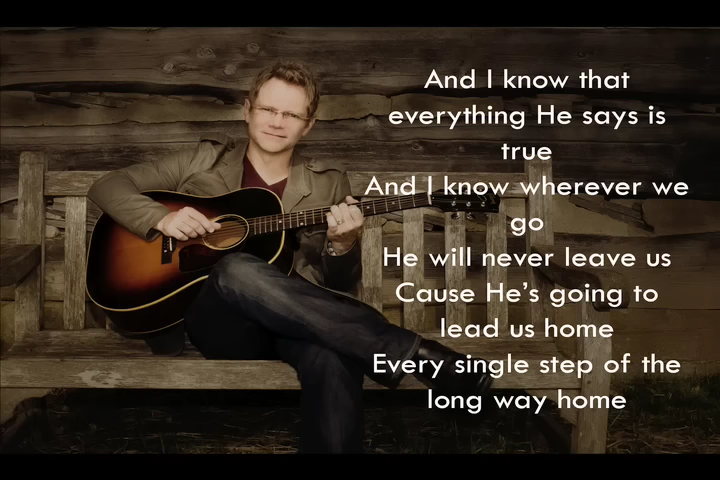 And I know that
everything He says is
true
And I know wherever we
go
He will never leave us
Cause He's going to
lead us home
Every single step of the
long way home